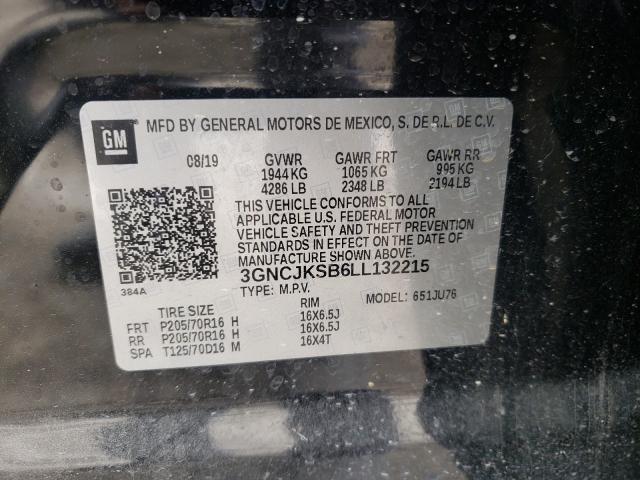 GM
MFD BY GENERAL MOTORS DE MEXICO, S. DE R.L. DE C.V.
08/19 GVWR GAWR FRT GAWR RR
1944 KG 1065 KG 995 KG
4286 LB 2348 LB 2194 LB
THIS VEHICLE CONFORMS TO ALL
APPLICABLE U.S. FEDERAL MOTOR
VEHICLE SAFETY AND THEFT PREVENTION
STANDARDS IN EFFECT ON THE DATE OF
MANUFACTURE SHOWN ABOVE.
3GNCJKSB6LL132215
384A
TYPE: M.P.V. MODEL: 651JU76
TIRE SIZE RIM
FRT P205/70R16 H 16X6.5J
RR P205/70R16 H 16X6.5J
SPA T125/70D16 M 16X4T